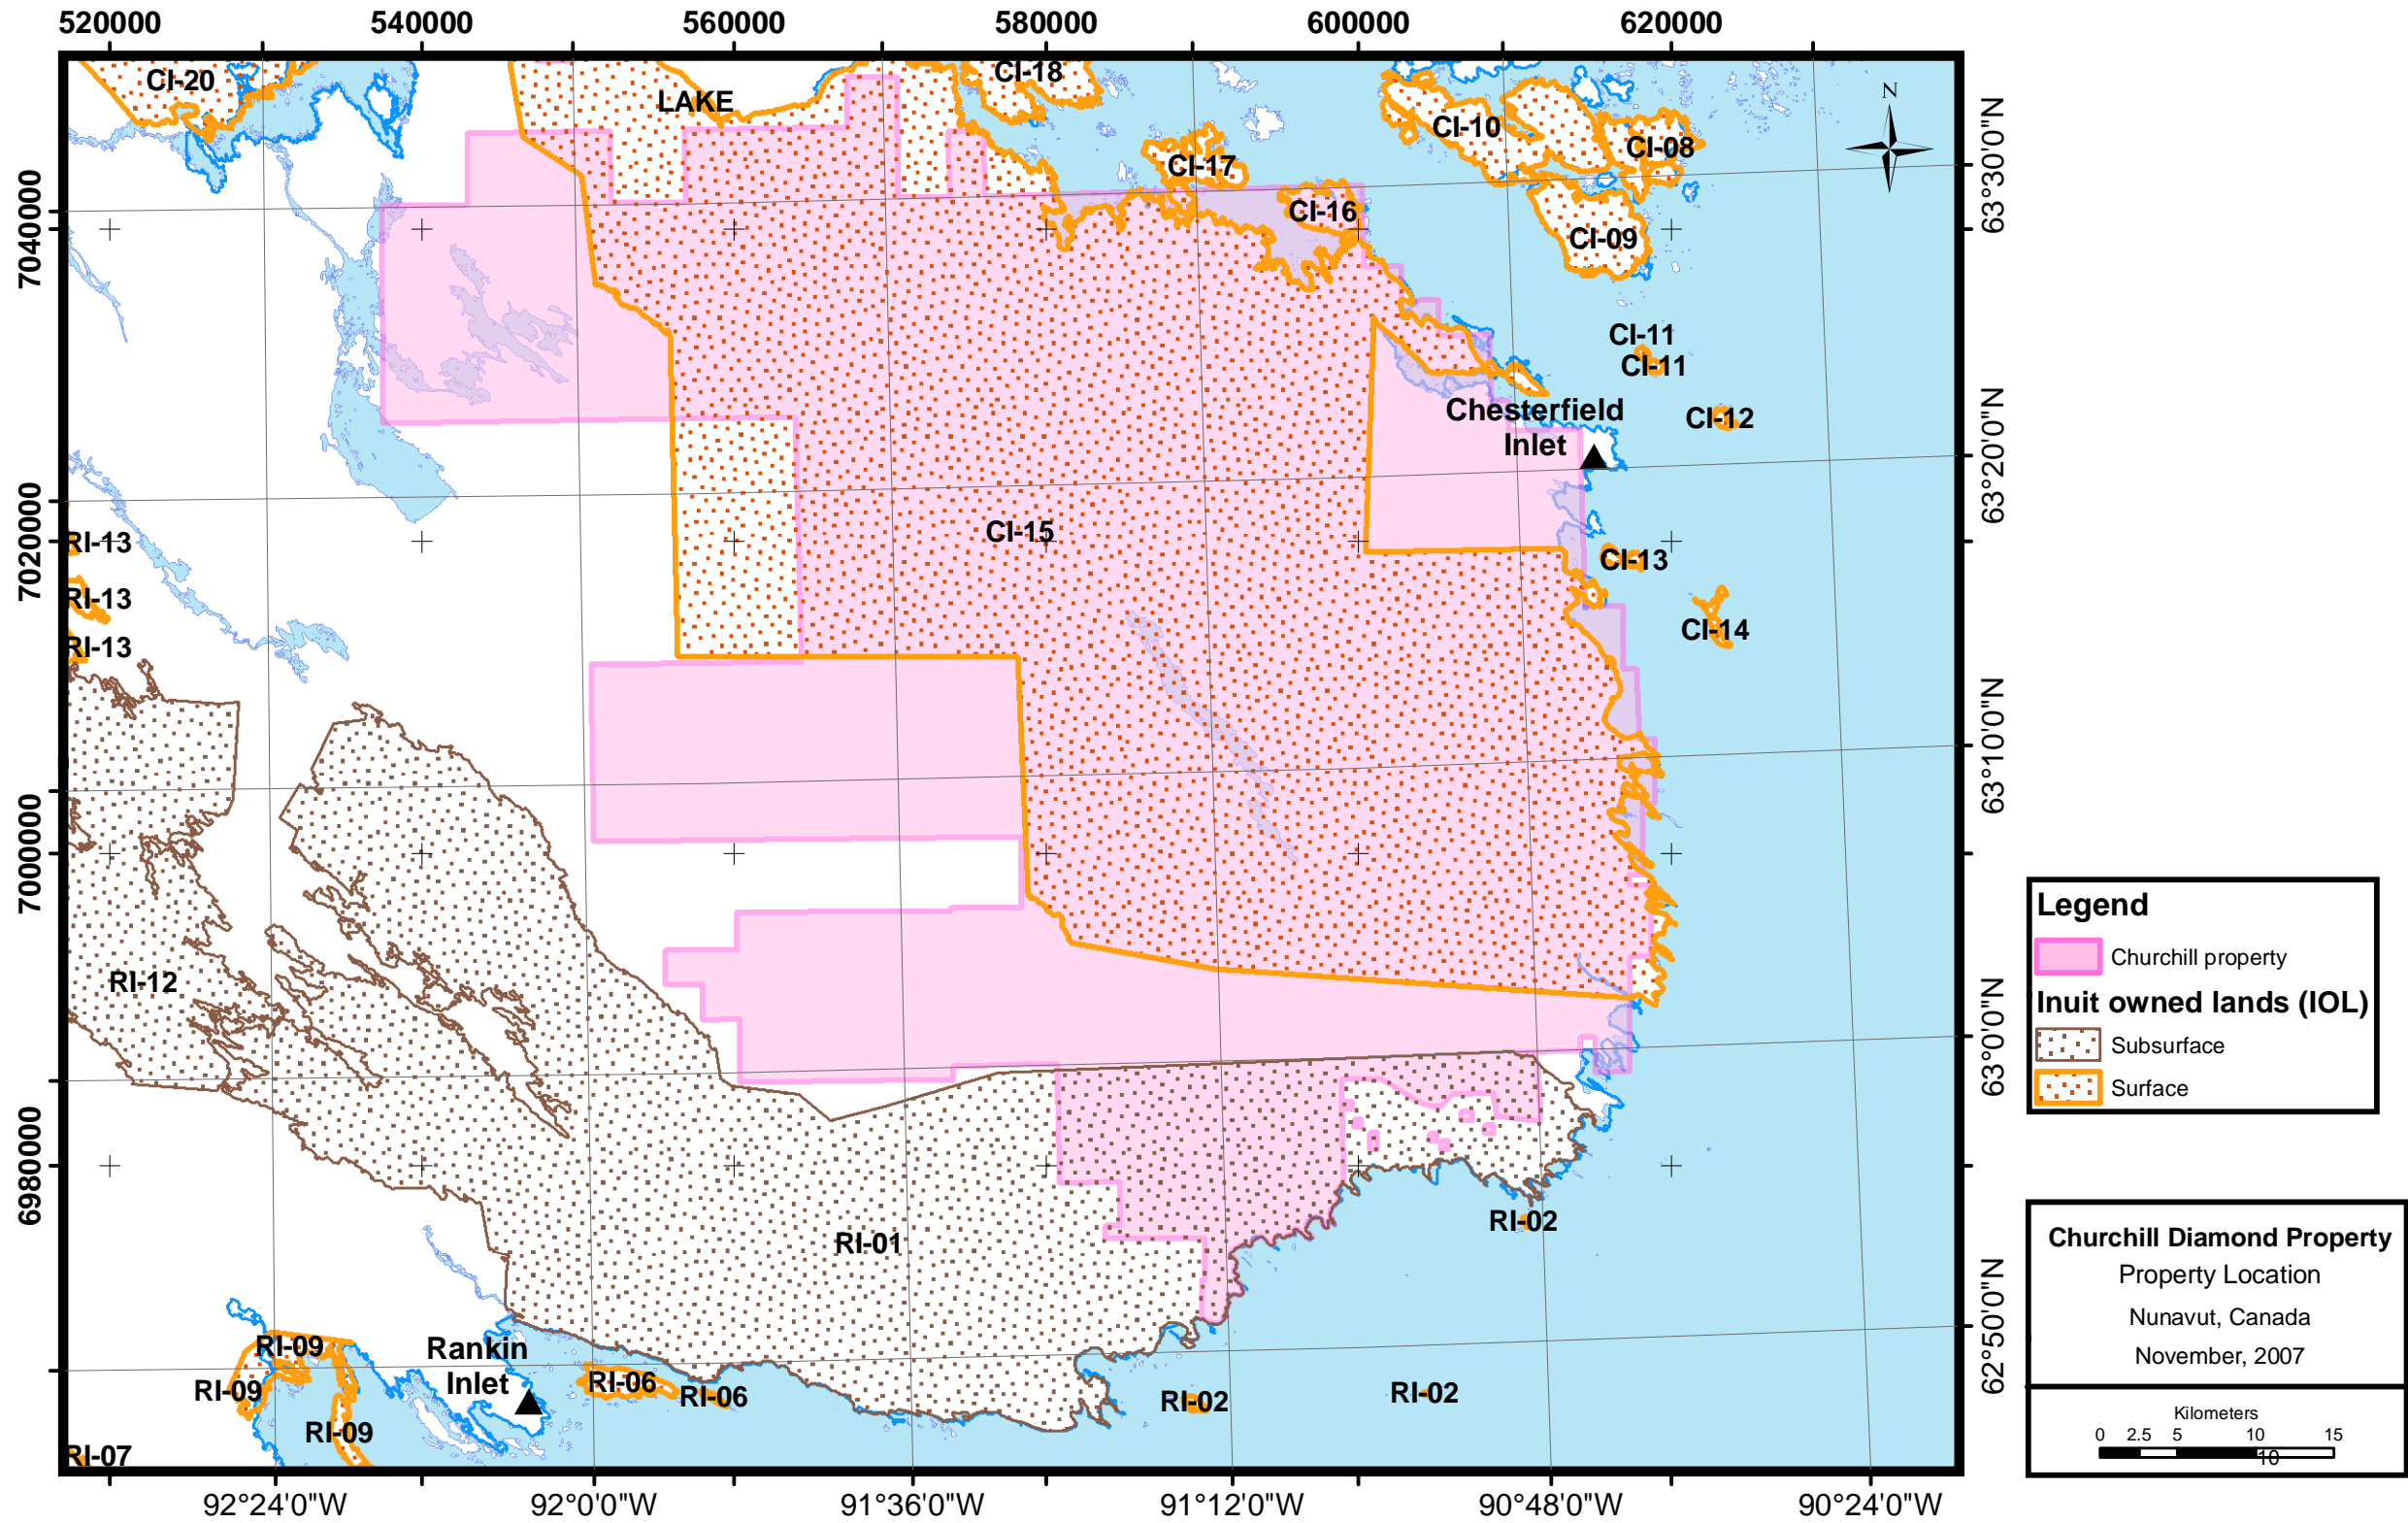 520000 540000 560000 580000 600000 620000
CI-20
LAKE
CI-18
CI-10
CI-08
CI-17
CI-16
CI-09
N
63°30'0"N
7040000
CI-11
CI-11
CI-12
Chesterfield
Inlet
63°20'0"N
7020000
CI-15
RI-13
RI-13
RI-13
CI-13
CI-14
63°10'0"N
7000000
RI-12
63°0'0"N
6980000
RI-01
RI-02
62°50'0"N
Rankin
Inlet
RI-09
RI-09
RI-09
RI-06
RI-06
RI-02
RI-02
RI-07
92°24'0"W 92°0'0"W 91°36'0"W 91°12'0"W 90°48'0"W 90°24'0"W
Legend
Churchill property
Inuit owned lands (IOL)
Subsurface
Surface
Churchill Diamond Property
Property Location
Nunavut, Canada
November, 2007
Kilometers
0 2.5 5 10 15
10